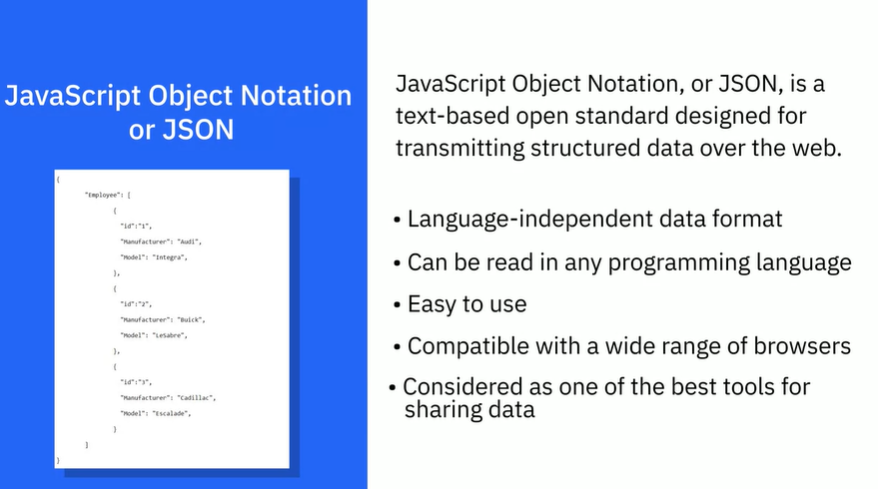 JavaScript Object Notation
or JSON
{
"Employee": [
{
"id":"1",
"Manufacturer": "Audi",
"Model": "Integra",
},
{
"id":"2",
"Manufacturer": "Buick",
"Model": "LeSabre",
},
{
"id":"3",
"Manufacturer": "Cadillac",
"Model": "Escalade",
}
]
}
JavaScript Object Notation, or JSON, is a
text-based open standard designed for
transmitting structured data over the web.
• Language-independent data format
• Can be read in any programming language
• Easy to use
• Compatible with a wide range of browsers
• Considered as one of the best tools for
sharing data